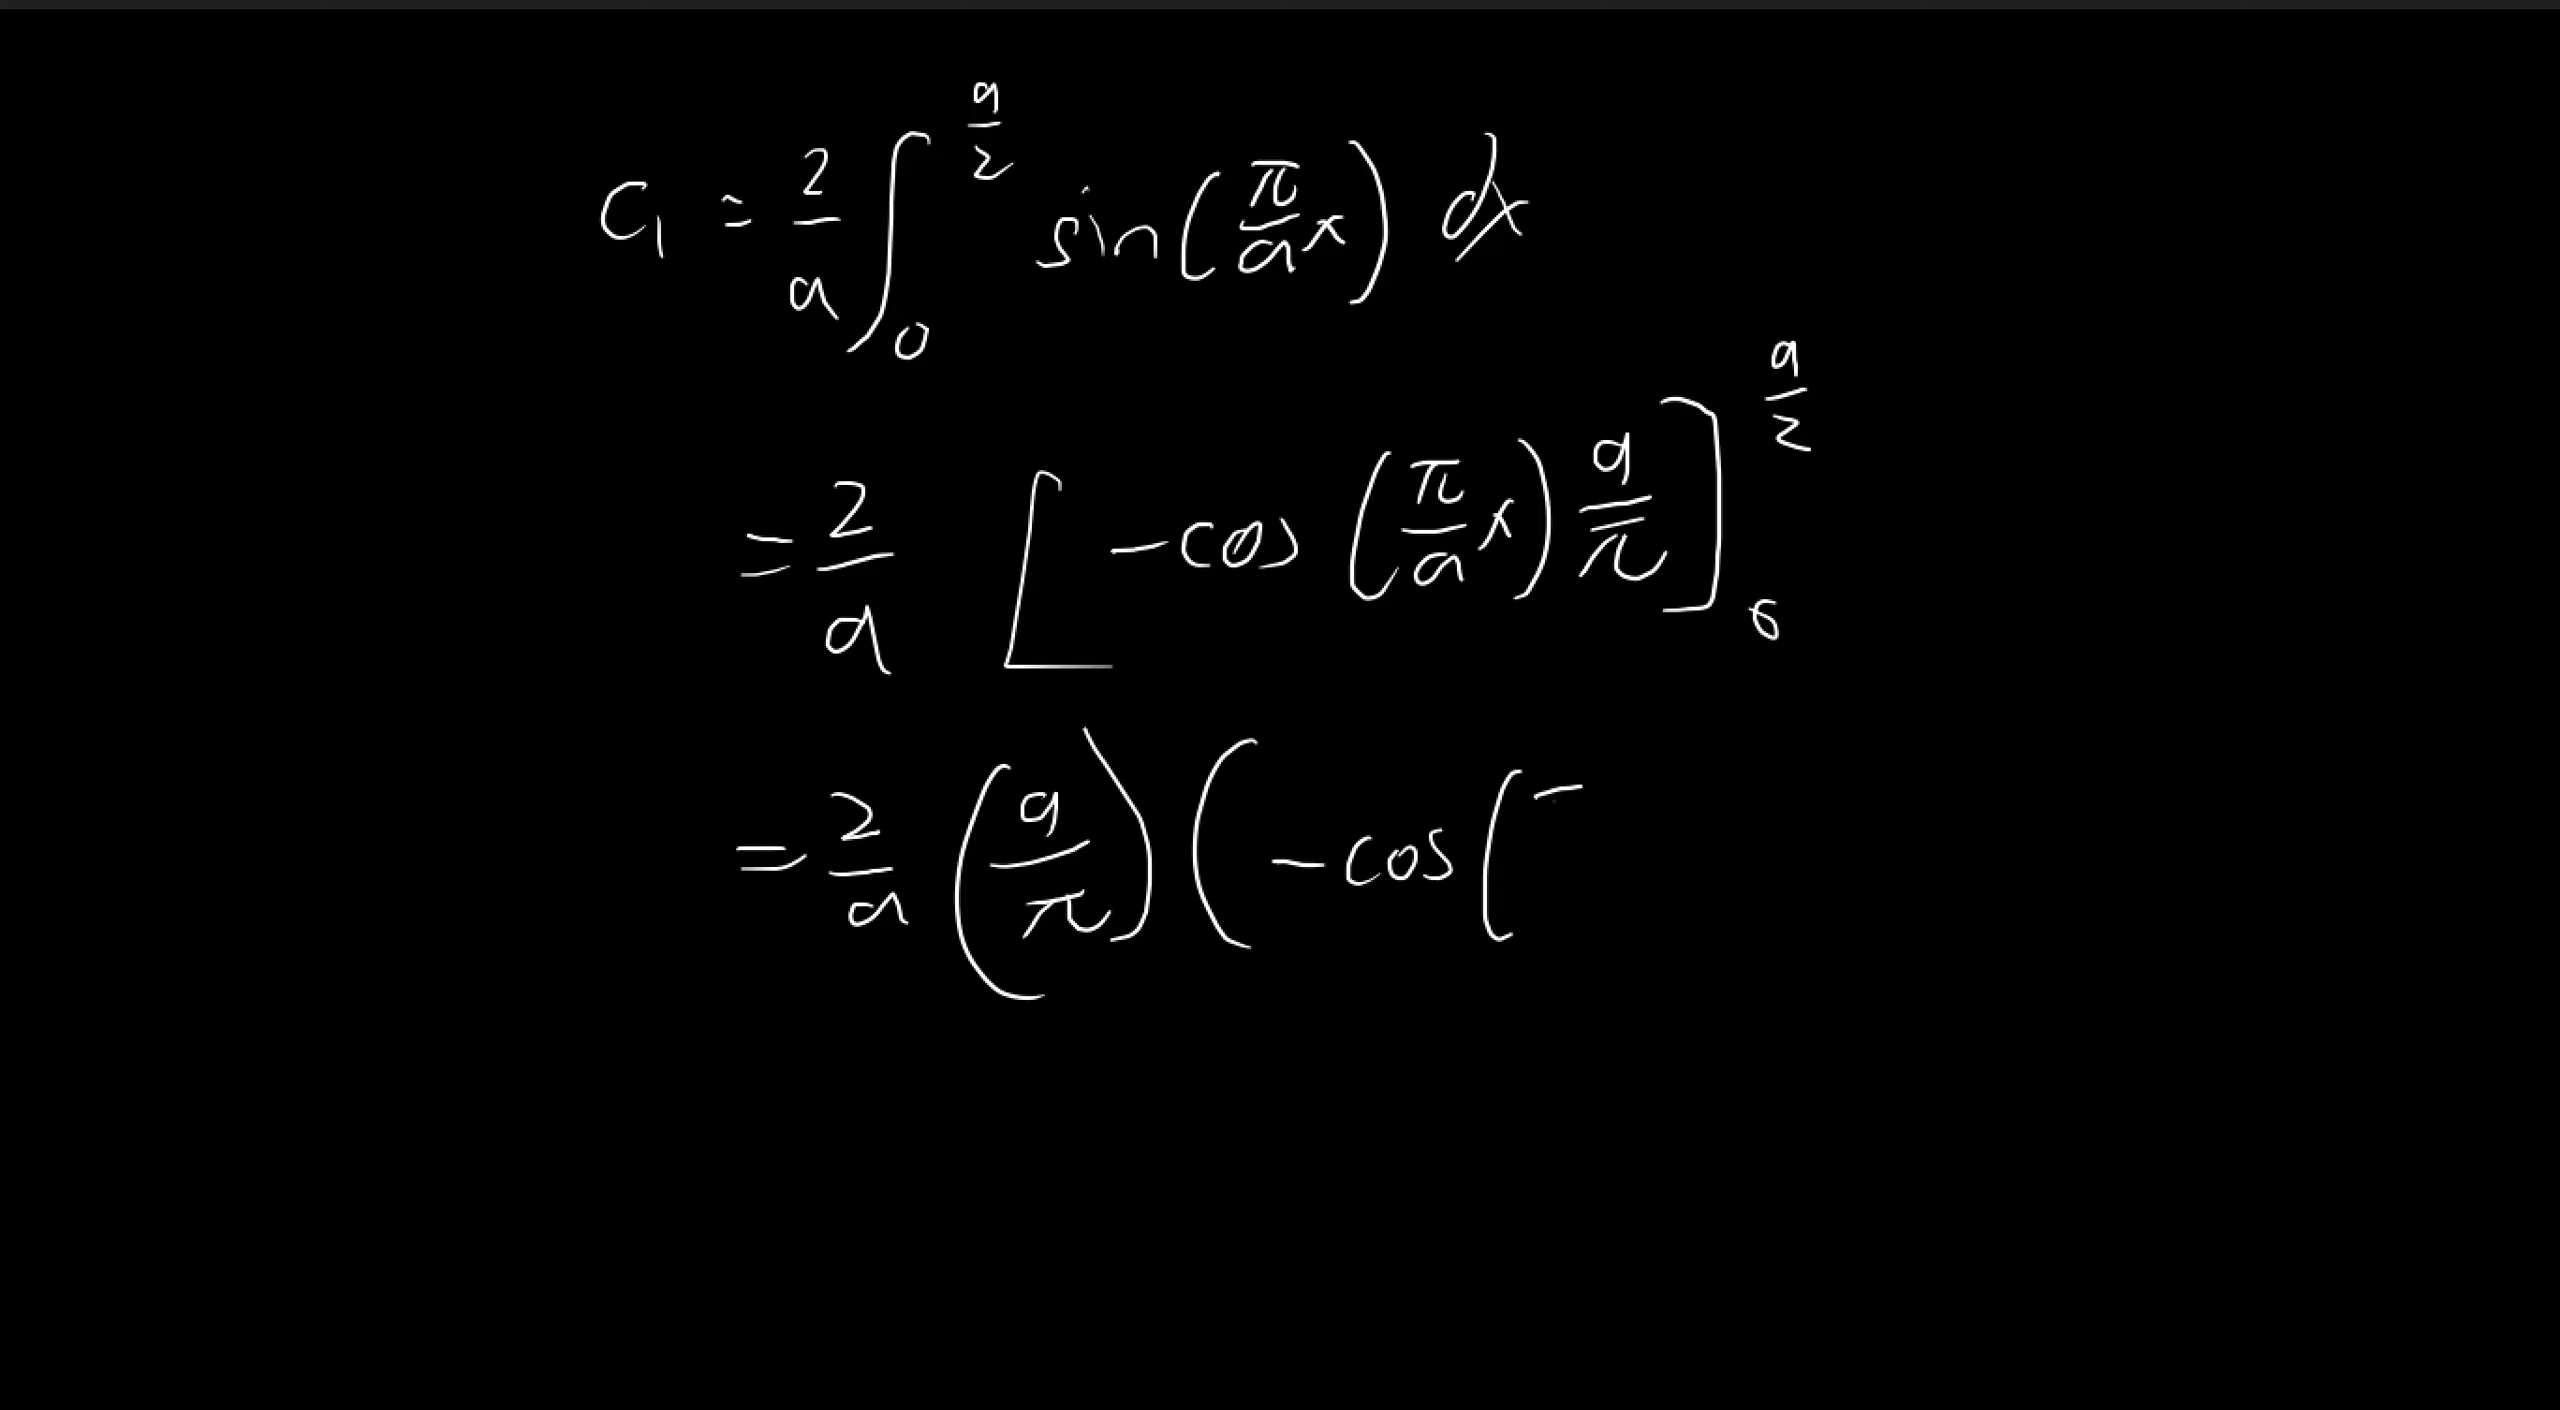 C₁ = 2/a ∫₀^(a/2) sin(π/a x) dx
= 2/a [-cos(π/a x) a/π]₀^(a/2)
= 2/a (a/π) (-cos(